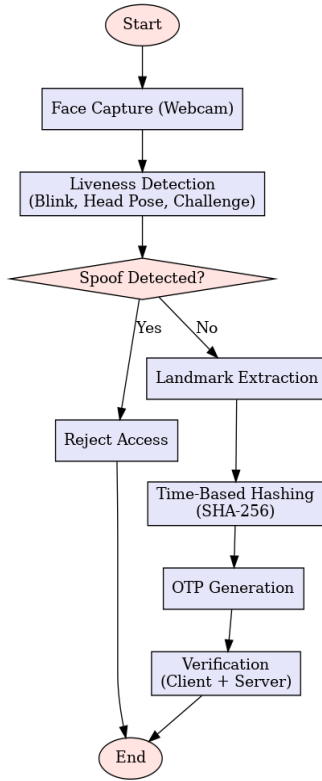 Start
Face Capture (Webcam)
Liveness Detection
(Blink, Head Pose, Challenge)
Spoof Detected?
Yes
No
Landmark Extraction
Reject Access
Time-Based Hashing
(SHA-256)
OTP Generation
Verification
(Client + Server)
End